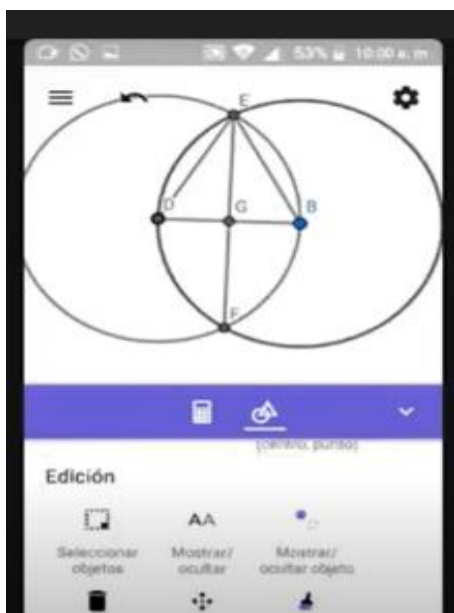 53% 10:00 a. m
E
D G B
F
(centro, punto)
Edición
AA
Seleccionar objetos
Mostrar/ ocultar
Mostrar/ ocultar objeto